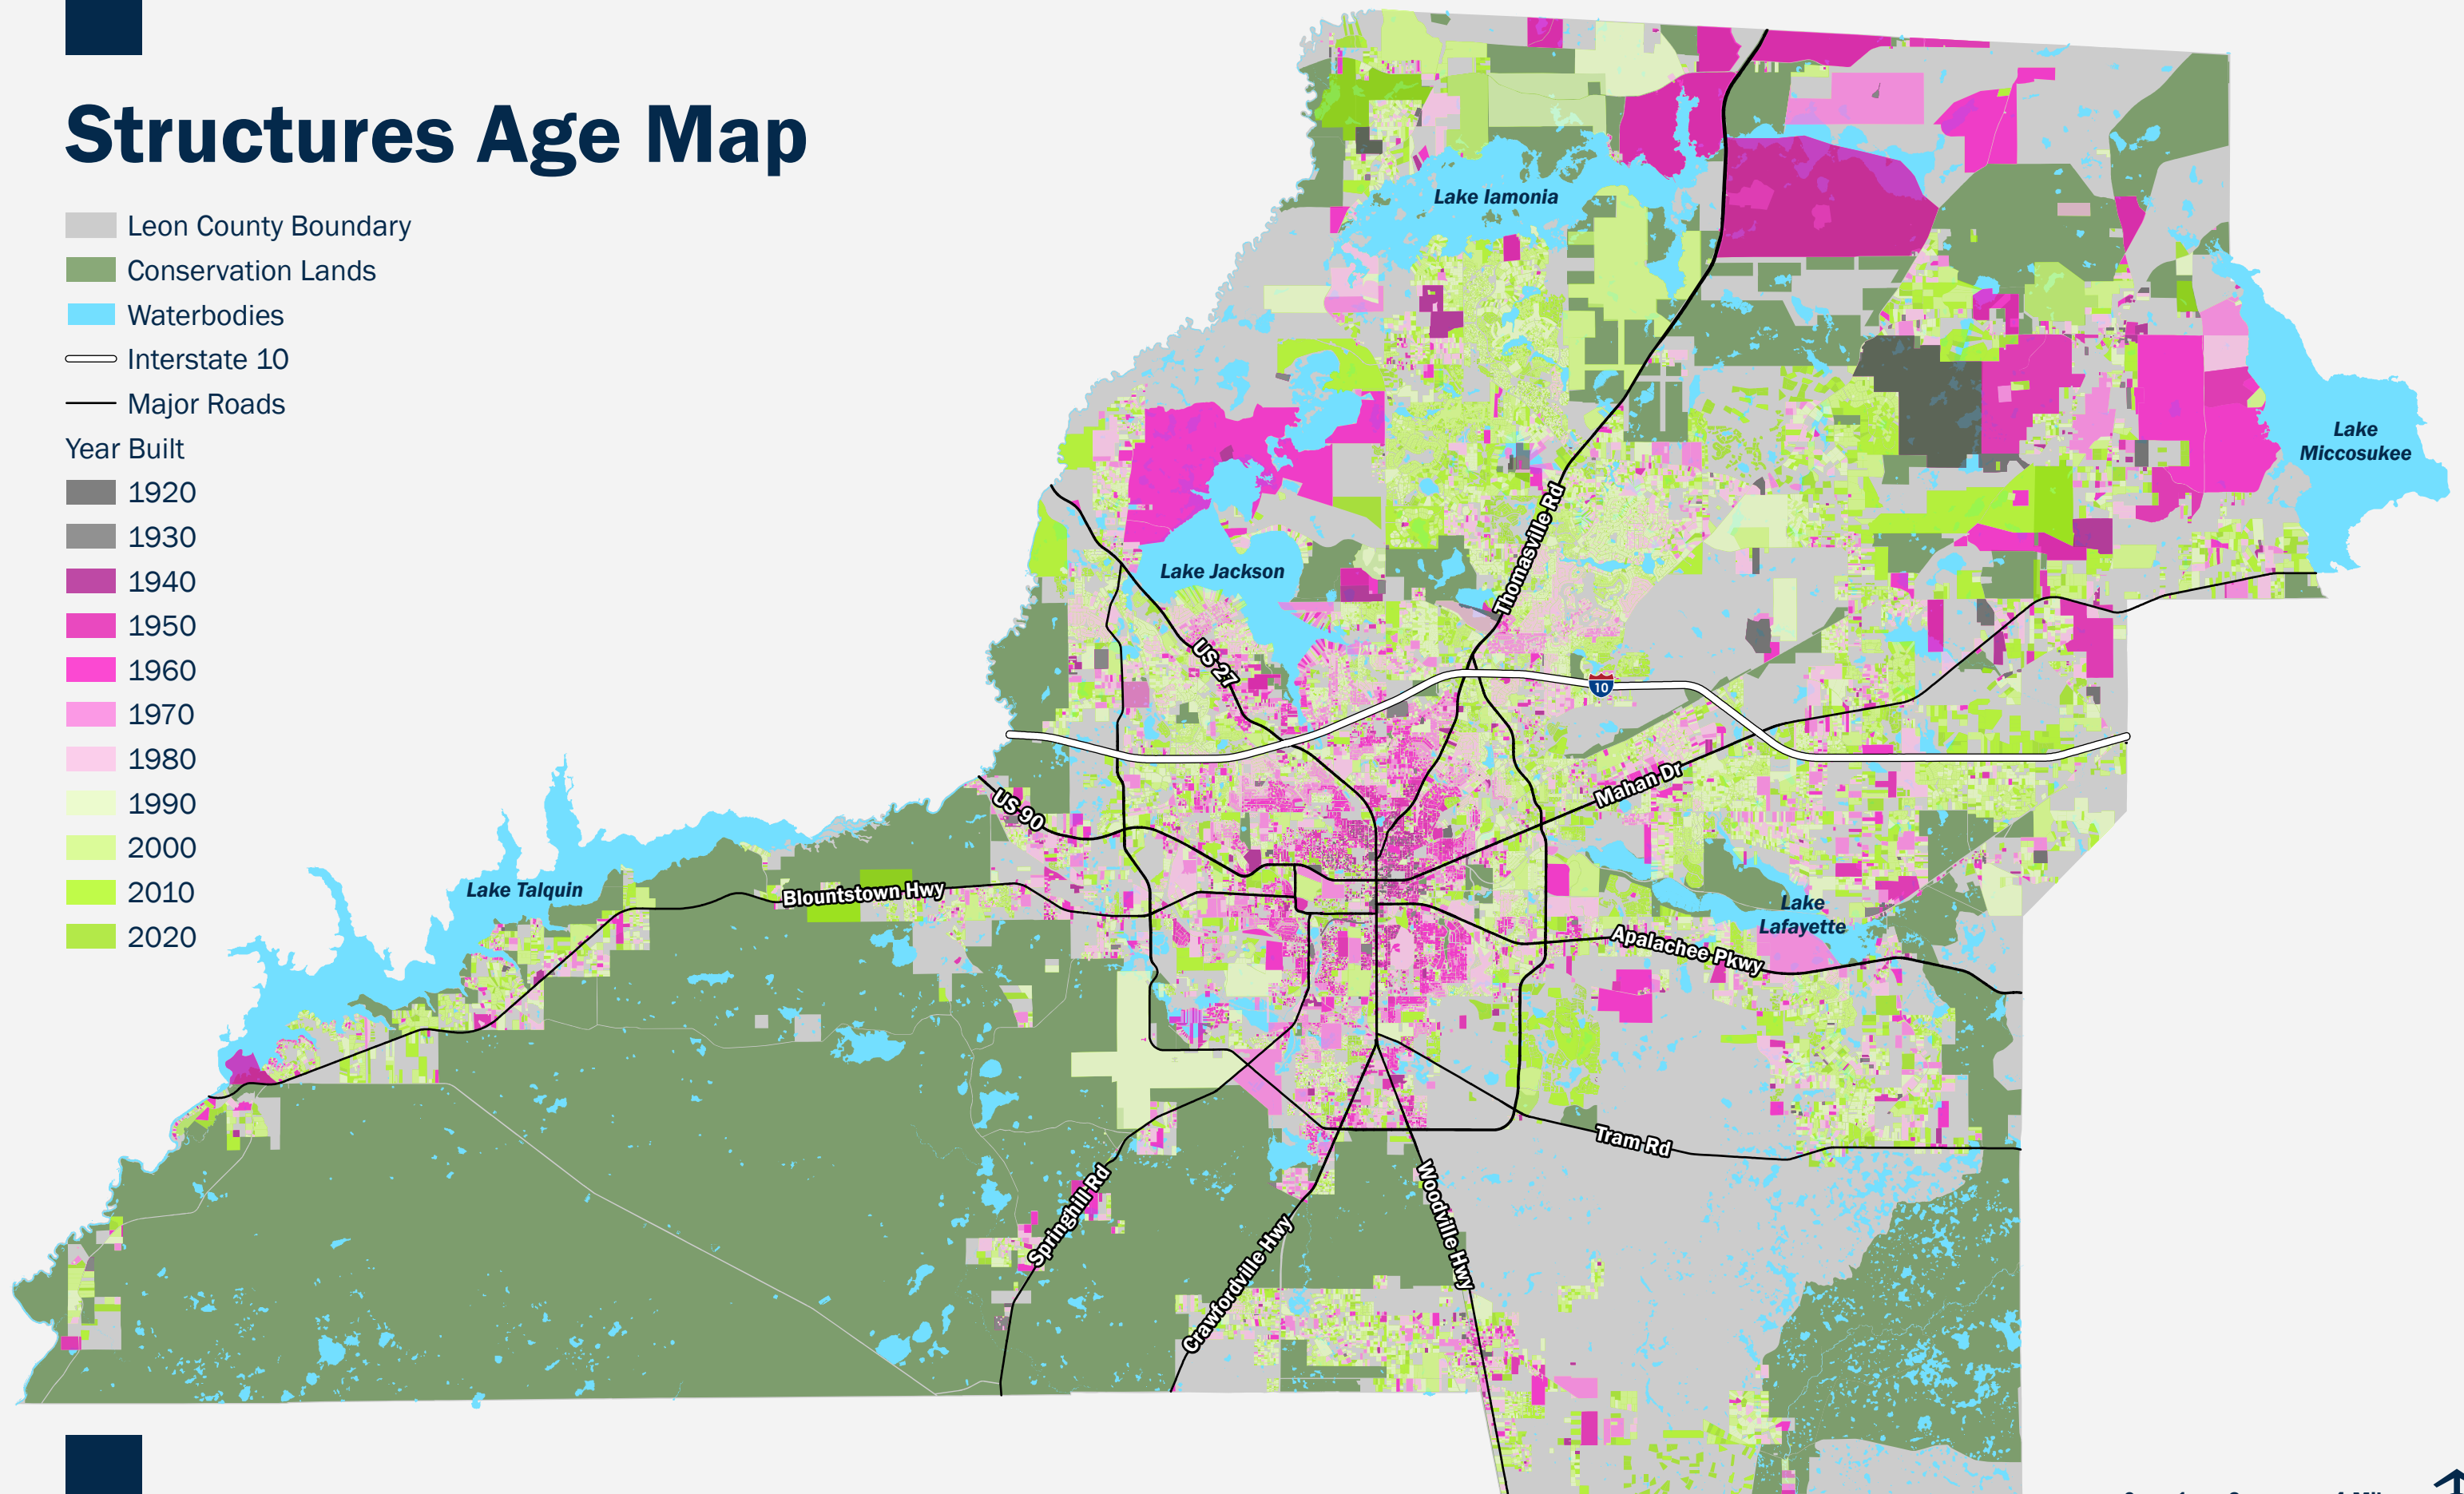 Structures Age Map
Leon County Boundary
Conservation Lands
Waterbodies
Interstate 10
Major Roads
Year Built
1920
1930
1940
1950
1960
1970
1980
1990
2000
2010
2020
Lake Iamonia
Lake
Miccosukee
Thomasville Rd
Lake Jackson
US 27
10
Mahan Dr
US 90
Lake Talquin
Blountstown Hwy
Lake
Lafayette
Apalachee Pkwy
Tram Rd
Springhill Rd
Woodville Hwy
Crawfordville Hwy